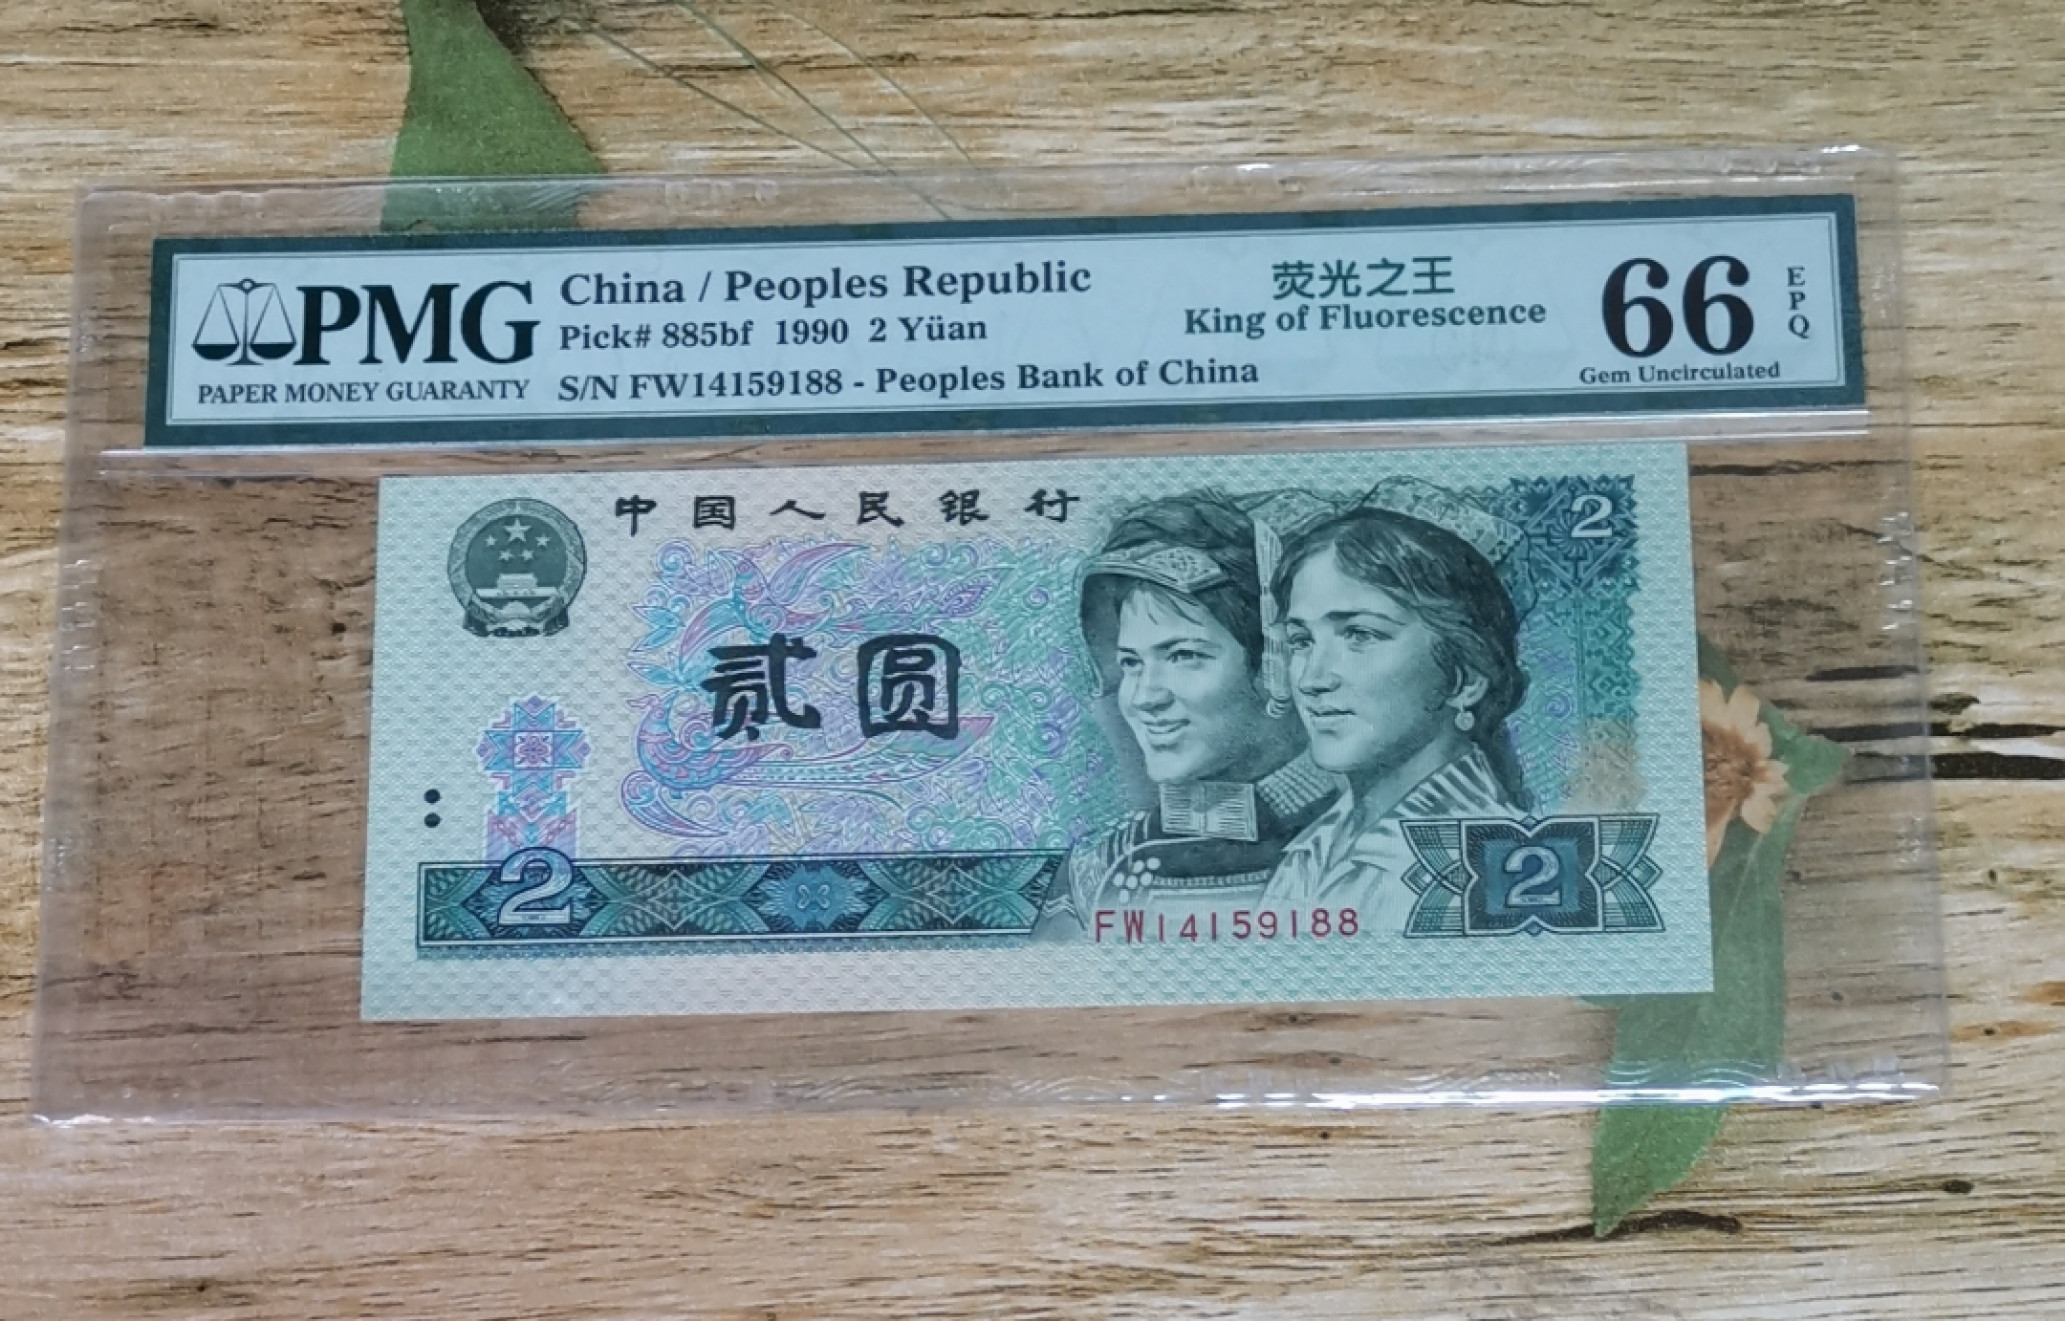 PMG
PAPER MONEY GUARANTY
China / Peoples Republic
Pick# 885bf 1990 2 Yüan
S/N FW14159188 - Peoples Bank of China
荧光之王
King of Fluorescence
66
EPQ
Gem Uncirculated
中国人民银行
2
贰圆
2
2
FW14159188